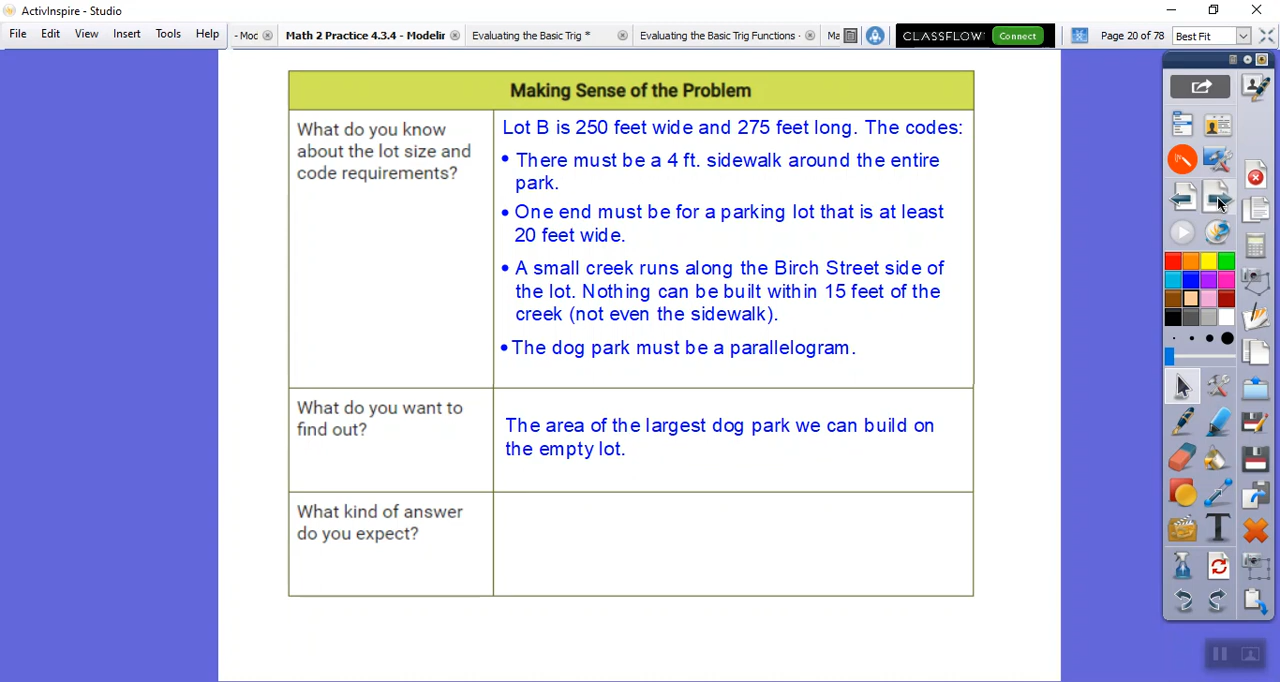 ActivInspire - Studio
File Edit View Insert Tools Help
- Moc Math 2 Practice 4.3.4 - Modelir Evaluating the Basic Trig * Evaluating the Basic Trig Functions - Ma CLASSFLOW Connect Page 20 of 78 Best Fit
Making Sense of the Problem
What do you know
about the lot size and
code requirements?
Lot B is 250 feet wide and 275 feet long. The codes:
• There must be a 4 ft. sidewalk around the entire
park.
• One end must be for a parking lot that is at least
20 feet wide.
• A small creek runs along the Birch Street side of
the lot. Nothing can be built within 15 feet of the
creek (not even the sidewalk).
• The dog park must be a parallelogram.
What do you want to
find out?
The area of the largest dog park we can build on
the empty lot.
What kind of answer
do you expect?